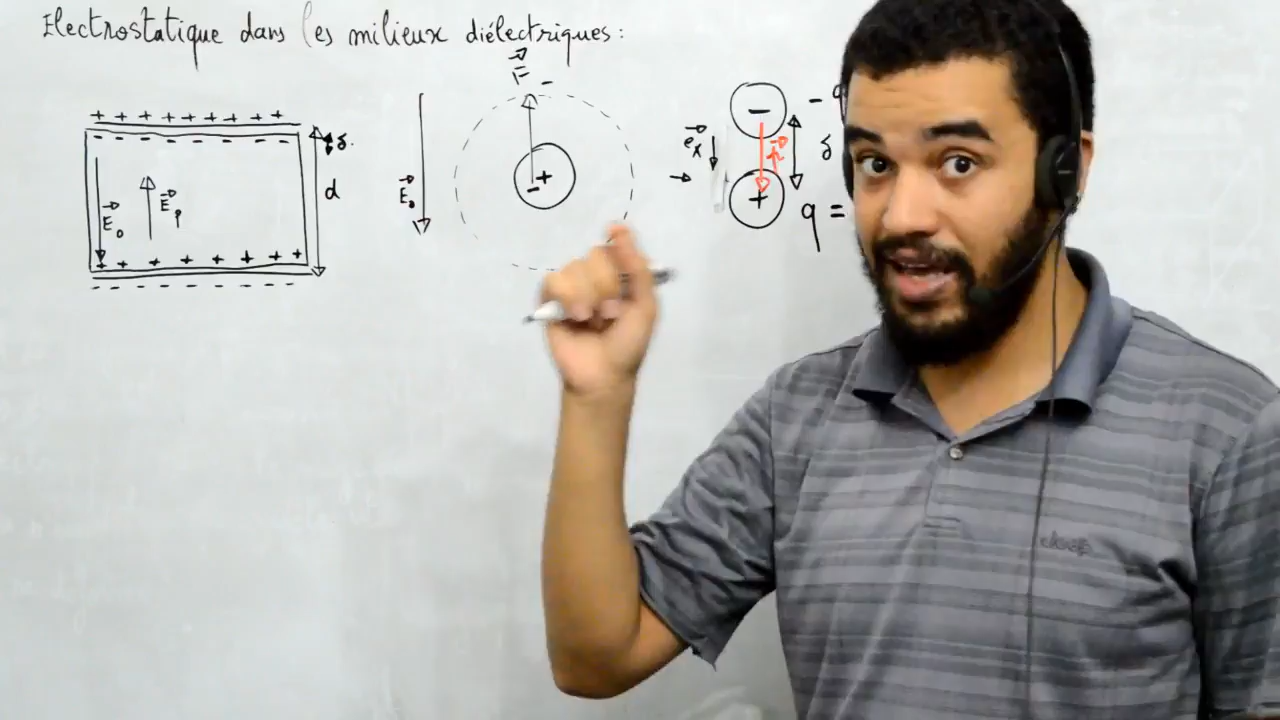 Electrostatique dans les milieux diélectriques :
+ + + + + + + +
- - - - - - - -
δ.
d
E₀
Eₚ
+ + + + + + +
- - - - - - - - - -
E₀
F -
- +
- - q
eₓ p δ
+ q =